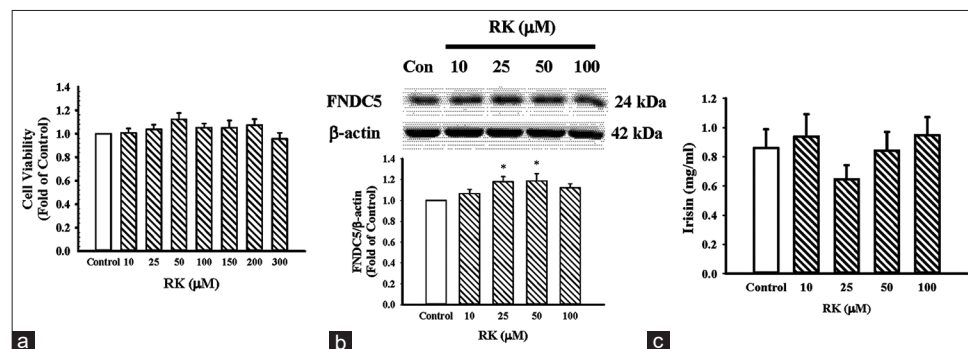 1.4
1.2
1.0
0.8
0.6
0.4
0.2
0.0
Cell Viability
(Fold of Control)
Control 10 25 50 100 150 200 300
RK (μM)
a
RK (μM)
Con 10 25 50 100
FNDC5 24 kDa
β-actin 42 kDa
1.4
1.2
1.0
0.8
0.6
0.4
0.2
0.0
FNDC5/β-actin
(Fold of Control)
* *
Control 10 25 50 100
RK (μM)
b
1.2
1.0
0.8
0.6
0.4
0.2
0.0
Irisin (mg/ml)
Control 10 25 50 100
RK (μM)
c